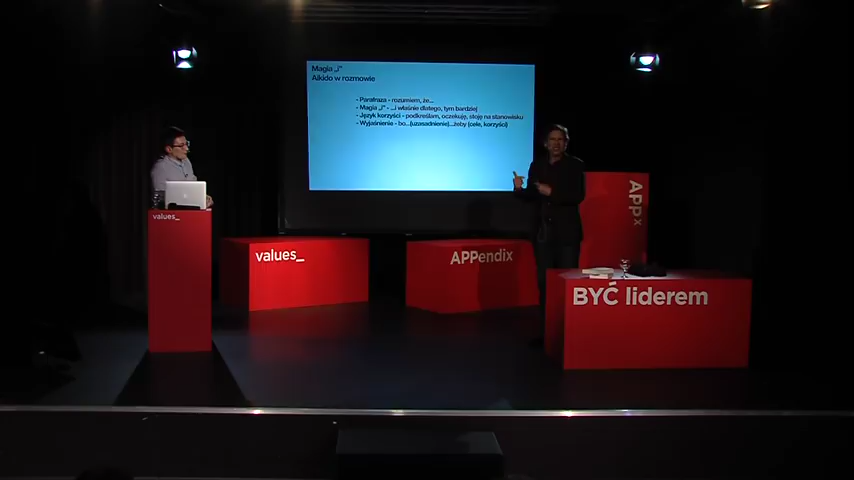 Magia „i”
Aikido w rozmowie
- Parafraza - rozumiem, że...
- Magia „i” - ...i właśnie dlatego, tym bardziej
- Język korzyści - podkreślam, oczekuję, stoję na stanowisku
- Wyjaśnienie - bo...(uzasadnienie)...żeby (cele, korzyści)
APPx
values_
values_
APPendix
BYĆ liderem